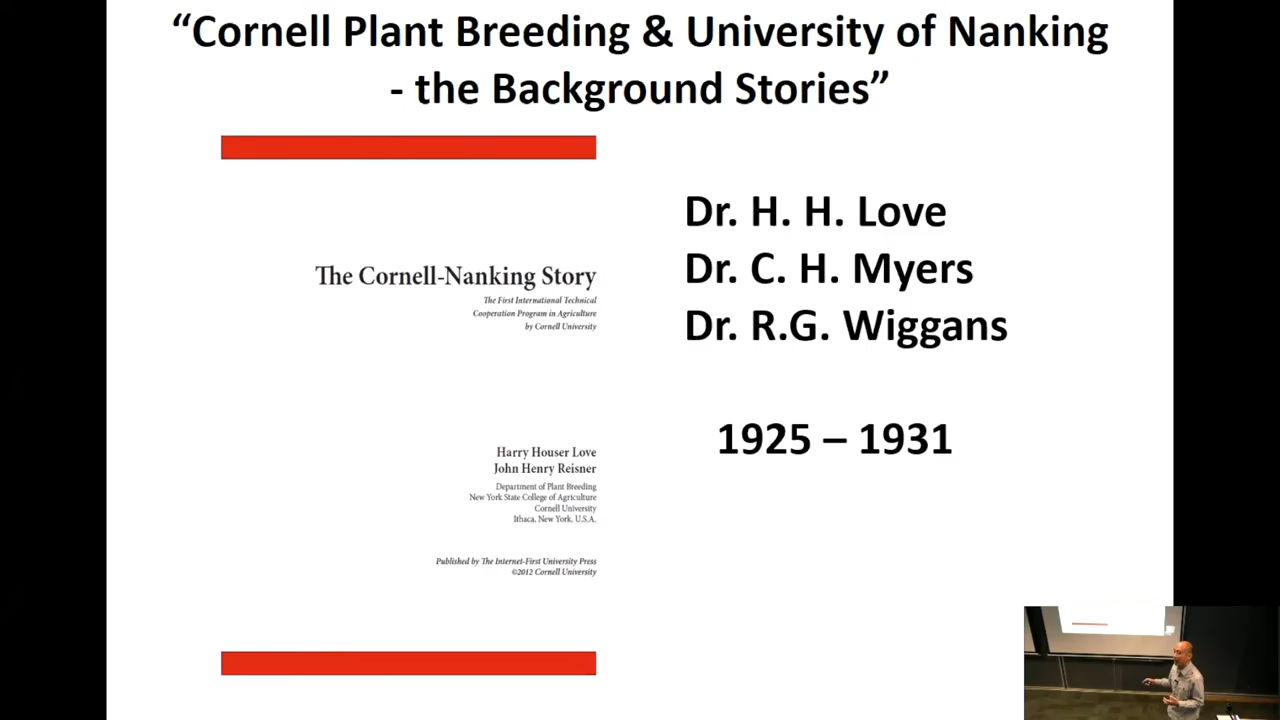 “Cornell Plant Breeding & University of Nanking
- the Background Stories”
The Cornell-Nanking Story
The First International Technical
Cooperation Program in Agriculture
by Cornell University
Harry Houser Love
John Henry Reisner
Department of Plant Breeding
New York State College of Agriculture
Cornell University
Ithaca, New York, U.S.A.
Published by The Internet-First University Press
©2012 Cornell University
Dr. H. H. Love
Dr. C. H. Myers
Dr. R.G. Wiggans
1925 – 1931